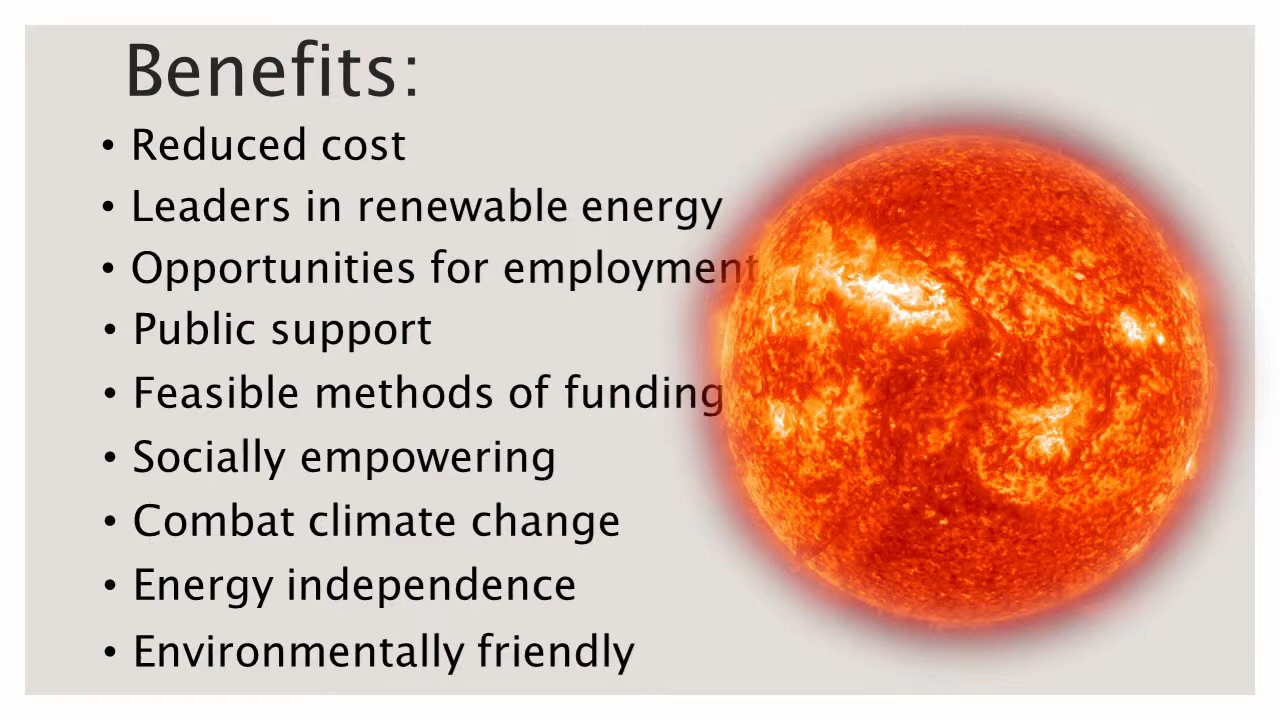 Benefits:
• Reduced cost
• Leaders in renewable energy
• Opportunities for employment
• Public support
• Feasible methods of funding
• Socially empowering
• Combat climate change
• Energy independence
• Environmentally friendly